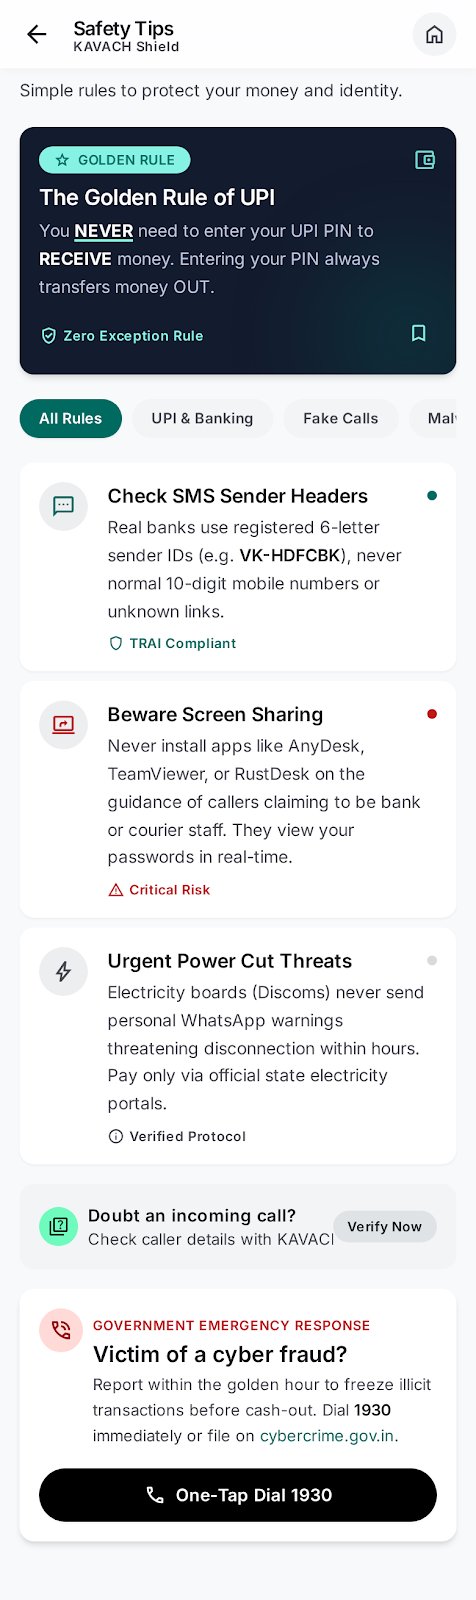 Safety Tips
KAVACH Shield
Simple rules to protect your money and identity.
GOLDEN RULE
The Golden Rule of UPI
You NEVER need to enter your UPI PIN to
RECEIVE money. Entering your PIN always
transfers money OUT.
Zero Exception Rule
All Rules
UPI & Banking
Fake Calls
Check SMS Sender Headers
Real banks use registered 6-letter
sender IDs (e.g. VK-HDFCBK), never
normal 10-digit mobile numbers or
unknown links.
TRAI Compliant
Beware Screen Sharing
Never install apps like AnyDesk,
TeamViewer, or RustDesk on the
guidance of callers claiming to be bank
or courier staff. They view your
passwords in real-time.
Critical Risk
Urgent Power Cut Threats
Electricity boards (Discoms) never send
personal WhatsApp warnings
threatening disconnection within hours.
Pay only via official state electricity
portals.
Verified Protocol
Doubt an incoming call?
Check caller details with
Verify Now
GOVERNMENT EMERGENCY RESPONSE
Victim of a cyber fraud?
Report within the golden hour to freeze illicit
transactions before cash-out. Dial 1930
immediately or file on cybercrime.gov.in.
One-Tap Dial 1930